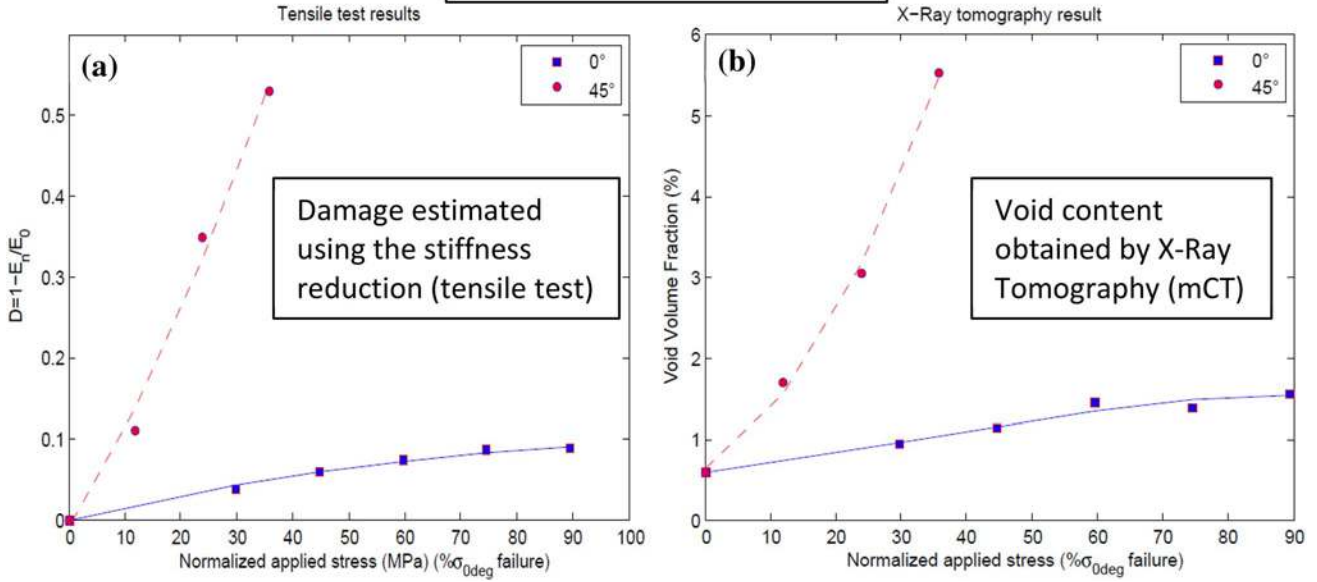 Tensile test results
(a)
0°
45°
Damage estimated
using the stiffness
reduction (tensile test)
D=1−Eₙ/E₀
0.5
0.4
0.3
0.2
0.1
0
0 10 20 30 40 50 60 70 80 90 100
Normalized applied stress (MPa) (%σ0deg failure)
X−Ray tomography result
(b)
0°
45°
Void content
obtained by X-Ray
Tomography (mCT)
Void Volume Fraction (%)
6
5
4
3
2
1
0
0 10 20 30 40 50 60 70 80 90
Normalized applied stress (%σ0deg failure)